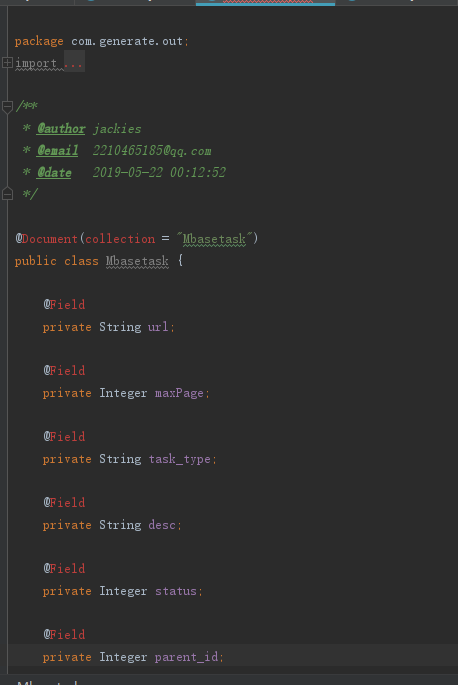 package com.generate.out;
import ...
/**
* @author jackies
* @email 2210465185@qq.com
* @date 2019-05-22 00:12:52
*/
@Document(collection = "Mbasetask")
public class Mbasetask {
@Field
private String url;
@Field
private Integer maxPage;
@Field
private String task_type;
@Field
private String desc;
@Field
private Integer status;
@Field
private Integer parent_id;